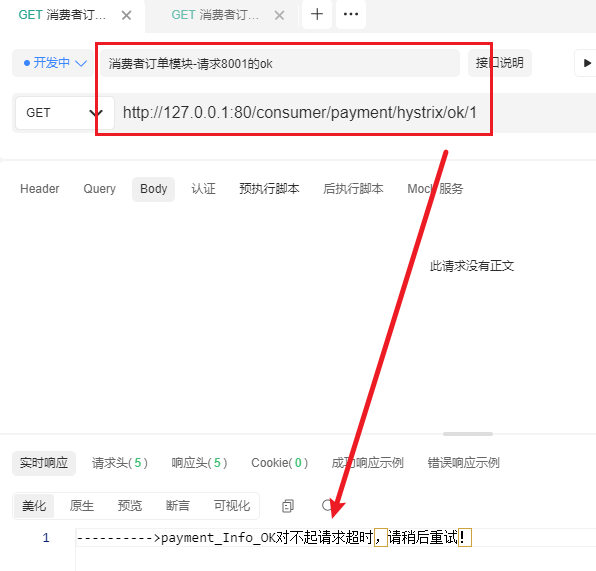 GET 消费者订单... GET 消费者订...
开发中 消费者订单模块-请求8001的ok 接口说明
GET http://127.0.0.1:80/consumer/payment/hystrix/ok/1
Header Query Body 认证 预执行脚本 后执行脚本 Mock 服务
此请求没有正文
实时响应 请求头(5) 响应头(5) Cookie(0) 成功响应示例 错误响应示例
美化 原生 预览 断言 可视化
1 ---------->payment_Info_OK对不起请求超时，请稍后重试！